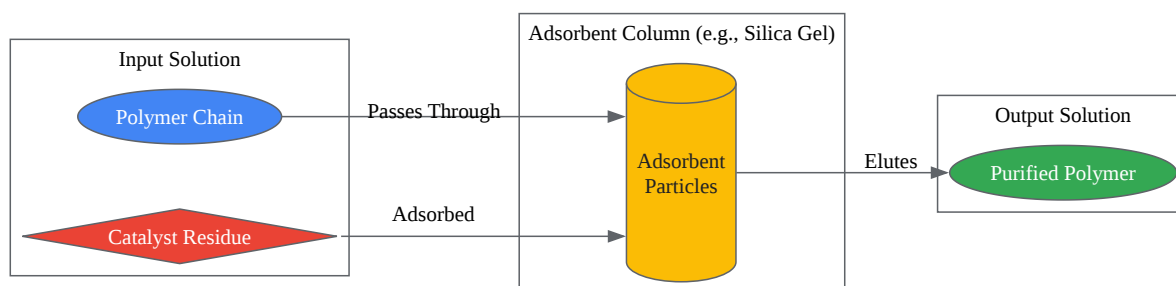 Input Solution
Polymer Chain
Catalyst Residue
Passes Through
Adsorbed
Adsorbent Column (e.g., Silica Gel)
Adsorbent
Particles
Elutes
Output Solution
Purified Polymer